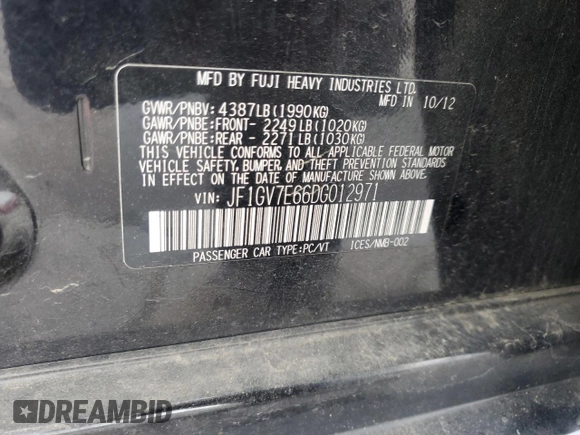 MFD BY FUJI HEAVY INDUSTRIES LTD.
MFD IN 10/12
GVWR/PNBV: 4387LB(1990KG)
GAWR/PNBE:FRONT- 2249LB(1020KG)
GAWR/PNBE:REAR - 2271LB(1030KG)
THIS VEHICLE CONFORMS TO ALL APPLICABLE FEDERAL MOTOR
VEHICLE SAFETY,BUMPER,AND THEFT PREVENTION STANDARDS
IN EFFECT ON THE DATE OF MANUFACTURE SHOWN ABOVE.
VIN: JF1GV7E66DG012971
PASSENGER CAR TYPE:PC/VT ICES/NMB-002
DREAMBID